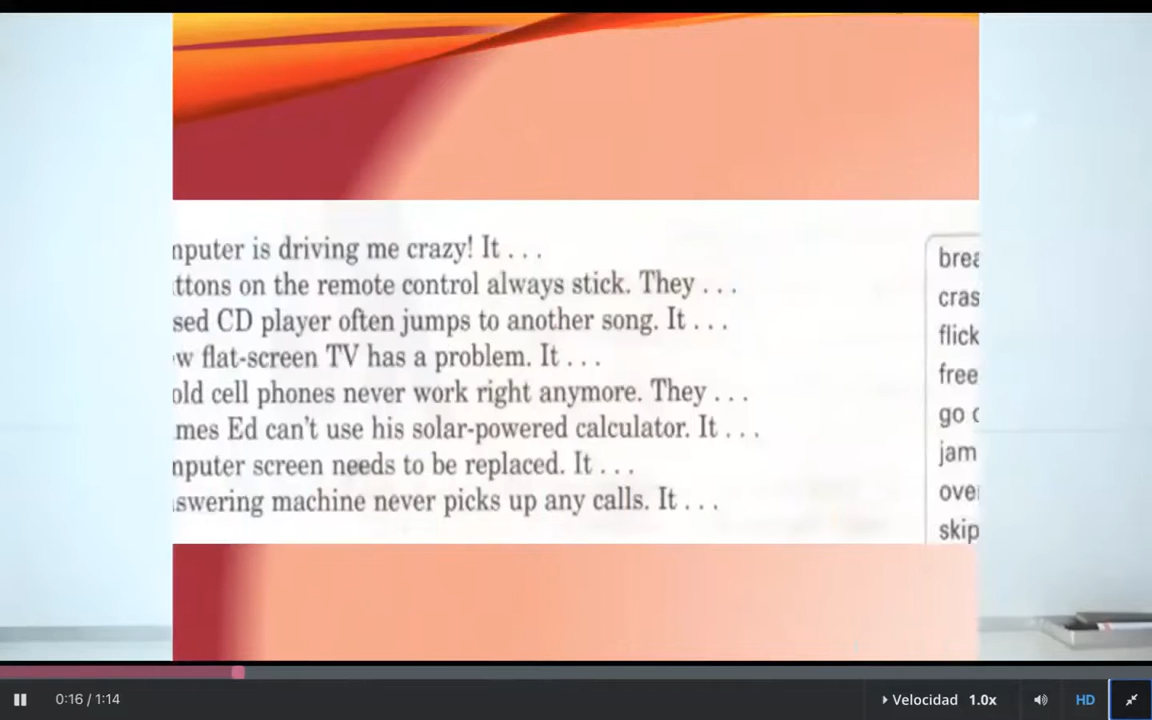 mputer is driving me crazy! It . . .
ttons on the remote control always stick. They . . .
sed CD player often jumps to another song. It . . .
w flat-screen TV has a problem. It . . .
old cell phones never work right anymore. They . . .
mes Ed can't use his solar-powered calculator. It . . .
mputer screen needs to be replaced. It . . .
swering machine never picks up any calls. It . . .
brea
cras
flick
free
go
jam
ove
skip
0:16 / 1:14
Velocidad 1.0x
HD